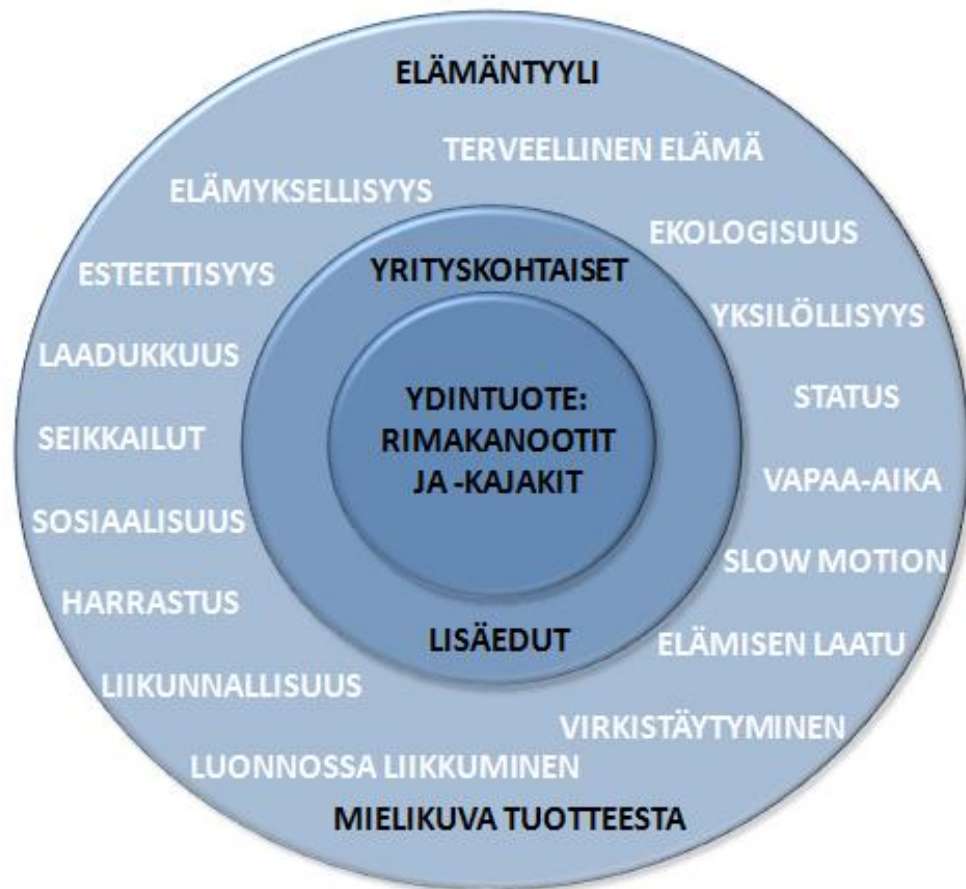 ELÄMÄNTYYLI
TERVEELLINEN ELÄMÄ
ELÄMYKSELLISYYS
EKOLOGISUUS
ESTEETTISYYS
YRITYSKOHTAISET
YKSILÖLLISYYS
LAADUKKUUS
YDINTUOTE:
RIMAKANOOTIT
JA -KAJAKIT
STATUS
SEIKKAILUT
VAPAA-AIKA
SOSIAALISUUS
SLOW MOTION
HARRASTUS
LISÄEDUT
ELÄMISEN LAATU
LIIKUNNALLISUUS
VIRKISTÄYTYMINEN
LUONNOSSA LIIKKUMINEN
MIELIKUVA TUOTTEESTA